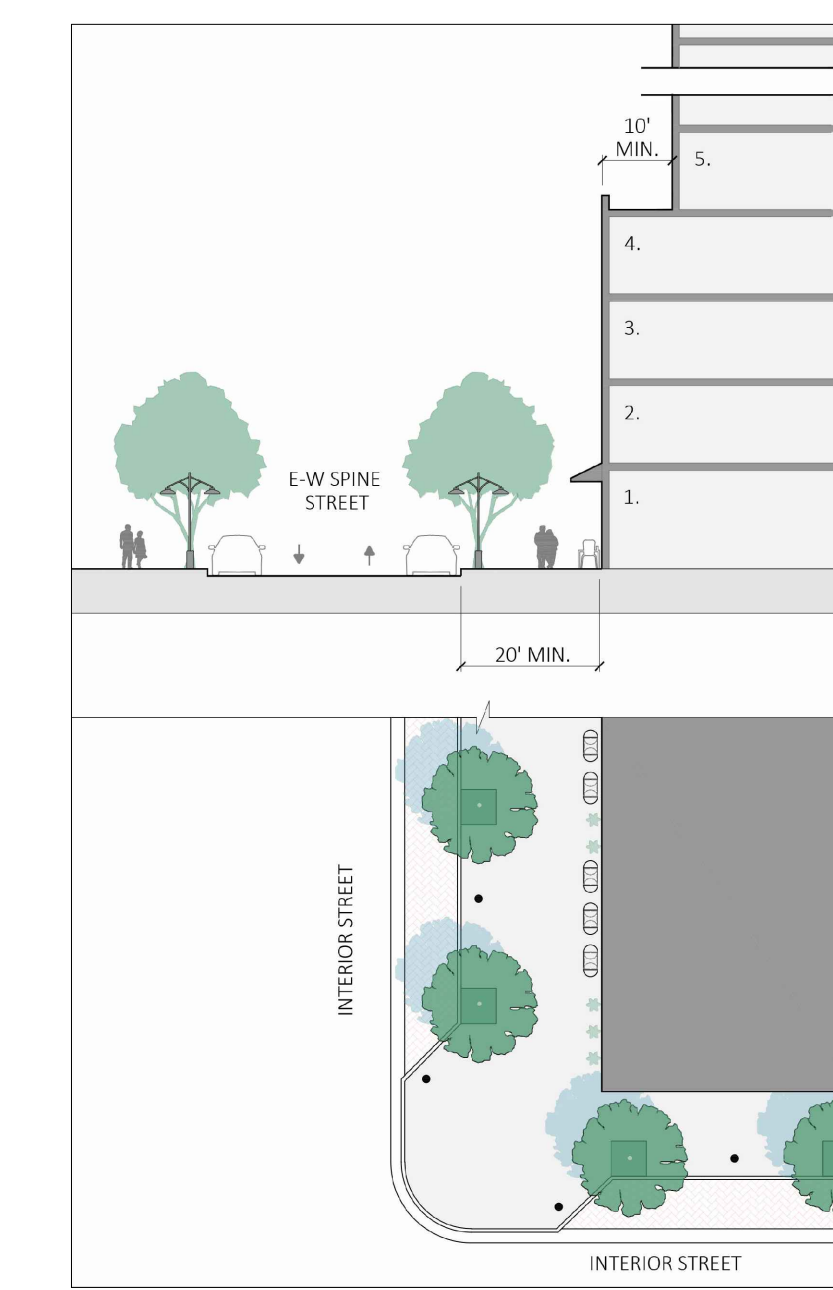 10'
MIN.
5.
4.
3.
2.
E-W SPINE
STREET
1.
20' MIN.
INTERIOR STREET
INTERIOR STREET